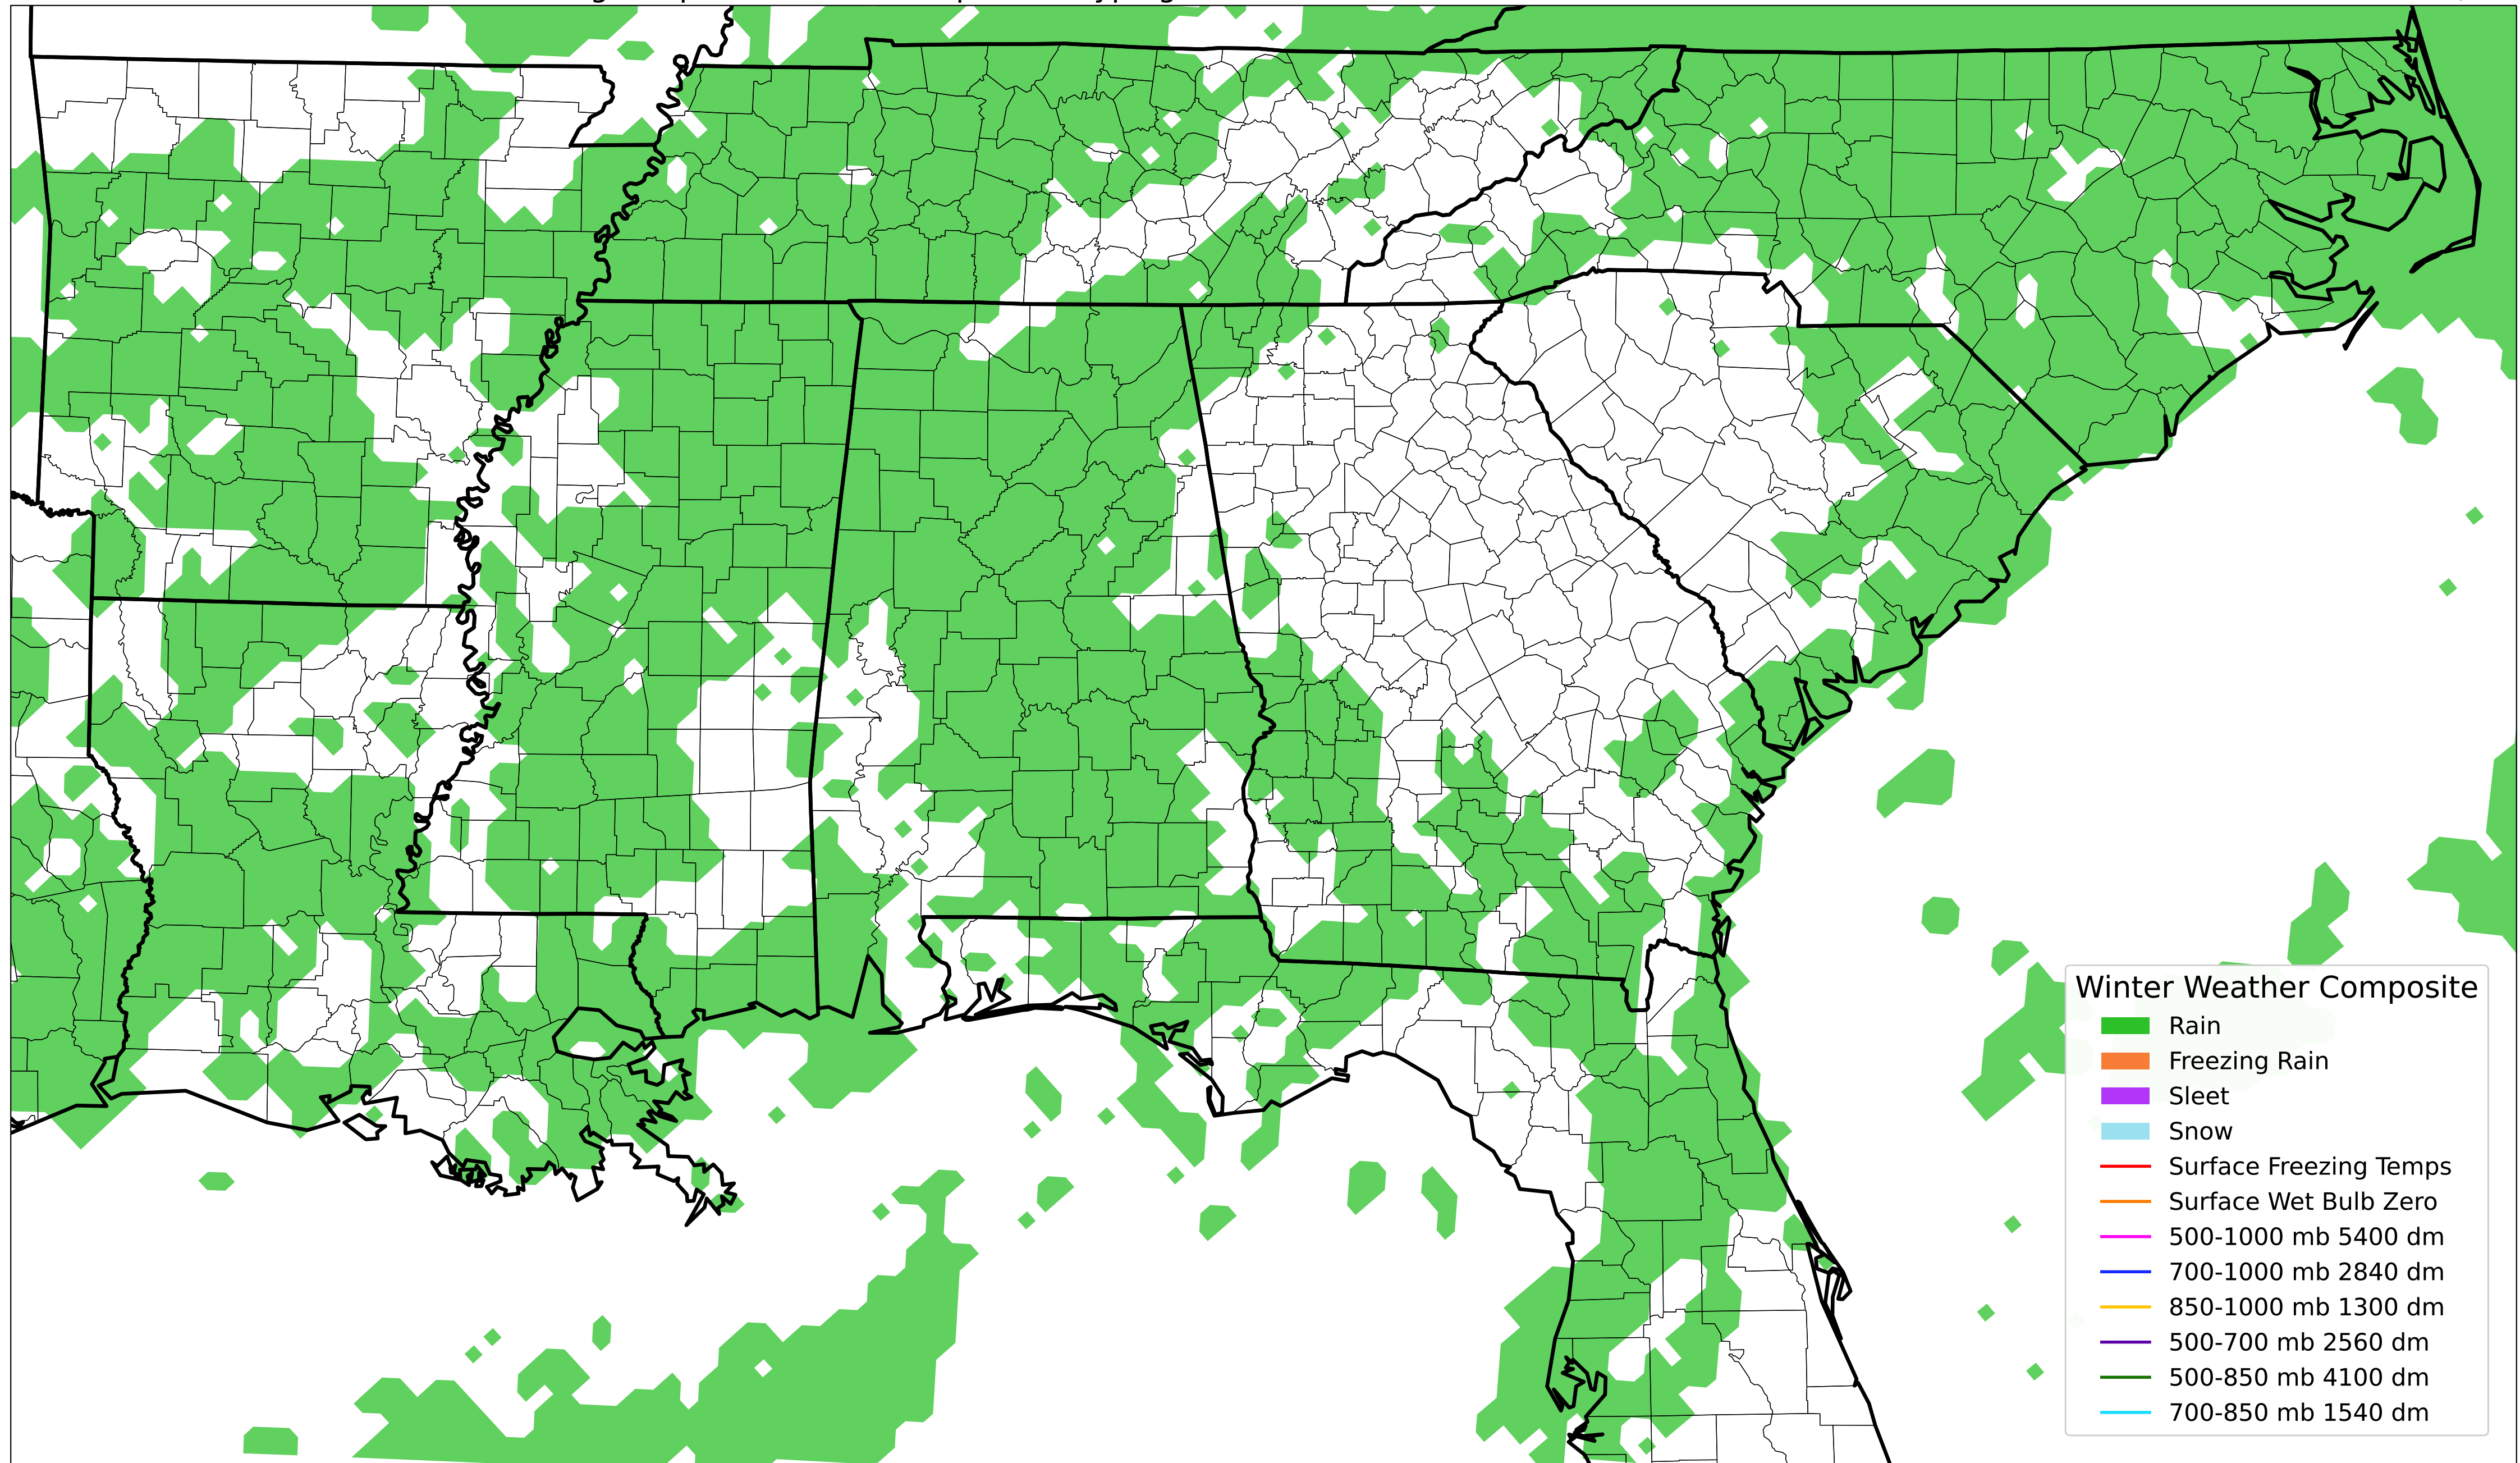 Winter Weather Composite
Rain
Freezing Rain
Sleet
Snow
Surface Freezing Temps
Surface Wet Bulb Zero
500-1000 mb 5400 dm
700-1000 mb 2840 dm
850-1000 mb 1300 dm
500-700 mb 2560 dm
500-850 mb 4100 dm
700-850 mb 1540 dm